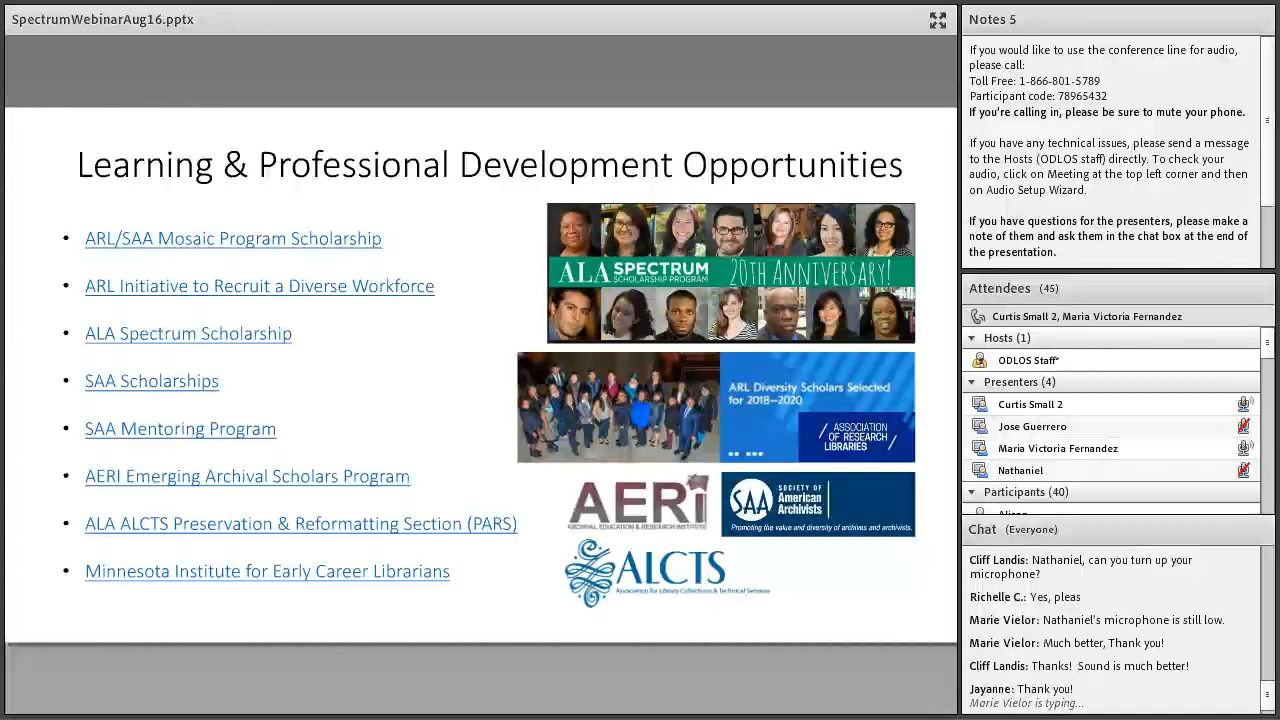 SpectrumWebinarAug16.pptx
Learning & Professional Development Opportunities
• ARL/SAA Mosaic Program Scholarship
• ARL Initiative to Recruit a Diverse Workforce
• ALA Spectrum Scholarship
• SAA Scholarships
• SAA Mentoring Program
• AERI Emerging Archival Scholars Program
• ALA ALCTS Preservation & Reformatting Section (PARS)
• Minnesota Institute for Early Career Librarians
ALA SPECTRUM SCHOLARSHIP PROGRAM 20TH ANNIVERSARY!
ARL Diversity Scholars Selected
for 2018–2020
ASSOCIATION
OF RESEARCH
LIBRARIES
AERI
ARCHIVAL EDUCATION & RESEARCH INSTITUTE
SAA
SOCIETY OF
American
Archivists
Promoting the value and diversity of archives and archivists.
ALCTS
Association for Library Collections & Technical Services
Notes 5
If you would like to use the conference line for audio,
please call:
Toll Free: 1-866-801-5789
Participant code: 78965432
If you're calling in, please be sure to mute your phone.
If you have any technical issues, please send a message
to the Hosts (ODLOS staff) directly. To check your
audio, click on Meeting at the top left corner and then
on Audio Setup Wizard.
If you have questions for the presenters, please make a
note of them and ask them in the chat box at the end of
the presentation.
Attendees (45)
Curtis Small 2, Maria Victoria Fernandez
Hosts (1)
ODLOS Staff*
Presenters (4)
Curtis Small 2
Jose Guerrero
Maria Victoria Fernandez
Nathaniel
Participants (40)
Chat (Everyone)
Cliff Landis: Nathaniel, can you turn up your
microphone?
Richelle C.: Yes, pleas
Marie Vielor: Nathaniel's microphone is still low.
Marie Vielor: Much better, Thank you!
Cliff Landis: Thanks! Sound is much better!
Jayanne: Thank you!
Marie Vielor is typing...